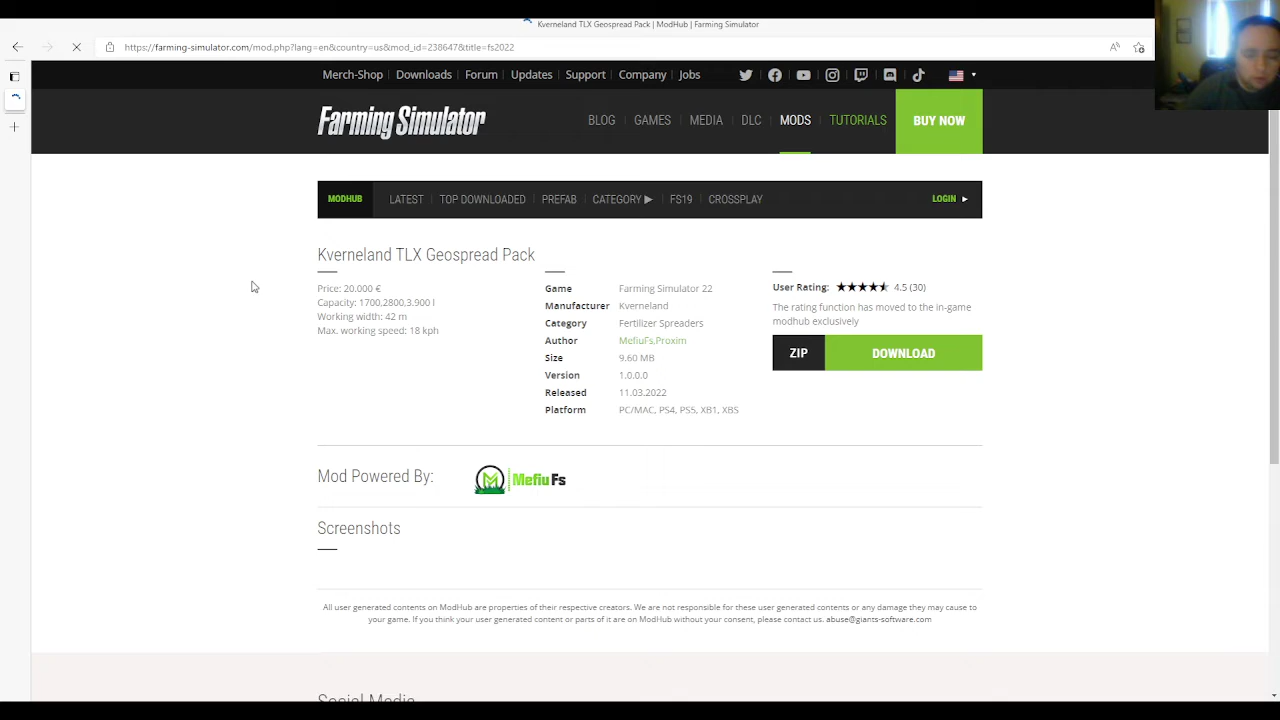 Kverneland TLX Geospread Pack | ModHub | Farming Simulator
https://farming-simulator.com/mod.php?lang=en&country=us&mod_id=238647&title=fs2022
Merch-Shop Downloads Forum Updates Support Company Jobs
Farming Simulator
BLOG GAMES MEDIA DLC MODS TUTORIALS BUY NOW
MODHUB LATEST TOP DOWNLOADED PREFAB CATEGORY ▶ FS19 CROSSPLAY LOGIN ▶
Kverneland TLX Geospread Pack
Price: 20.000 €
Capacity: 1700,2800,3.900 l
Working width: 42 m
Max. working speed: 18 kph
Game Farming Simulator 22
Manufacturer Kverneland
Category Fertilizer Spreaders
Author MefiuFs,Proxim
Size 9.60 MB
Version 1.0.0.0
Released 11.03.2022
Platform PC/MAC, PS4, PS5, XB1, XBS
User Rating: 4.5 (30)
The rating function has moved to the in-game
modhub exclusively
ZIP DOWNLOAD
Mod Powered By: Mefiu Fs
Screenshots
All user generated contents on ModHub are properties of their respective creators. We are not responsible for these user generated contents or any damage they may cause to
your game. If you think your user generated content or parts of it are on ModHub without your consent, please contact us. abuse@giants-software.com
Social Media